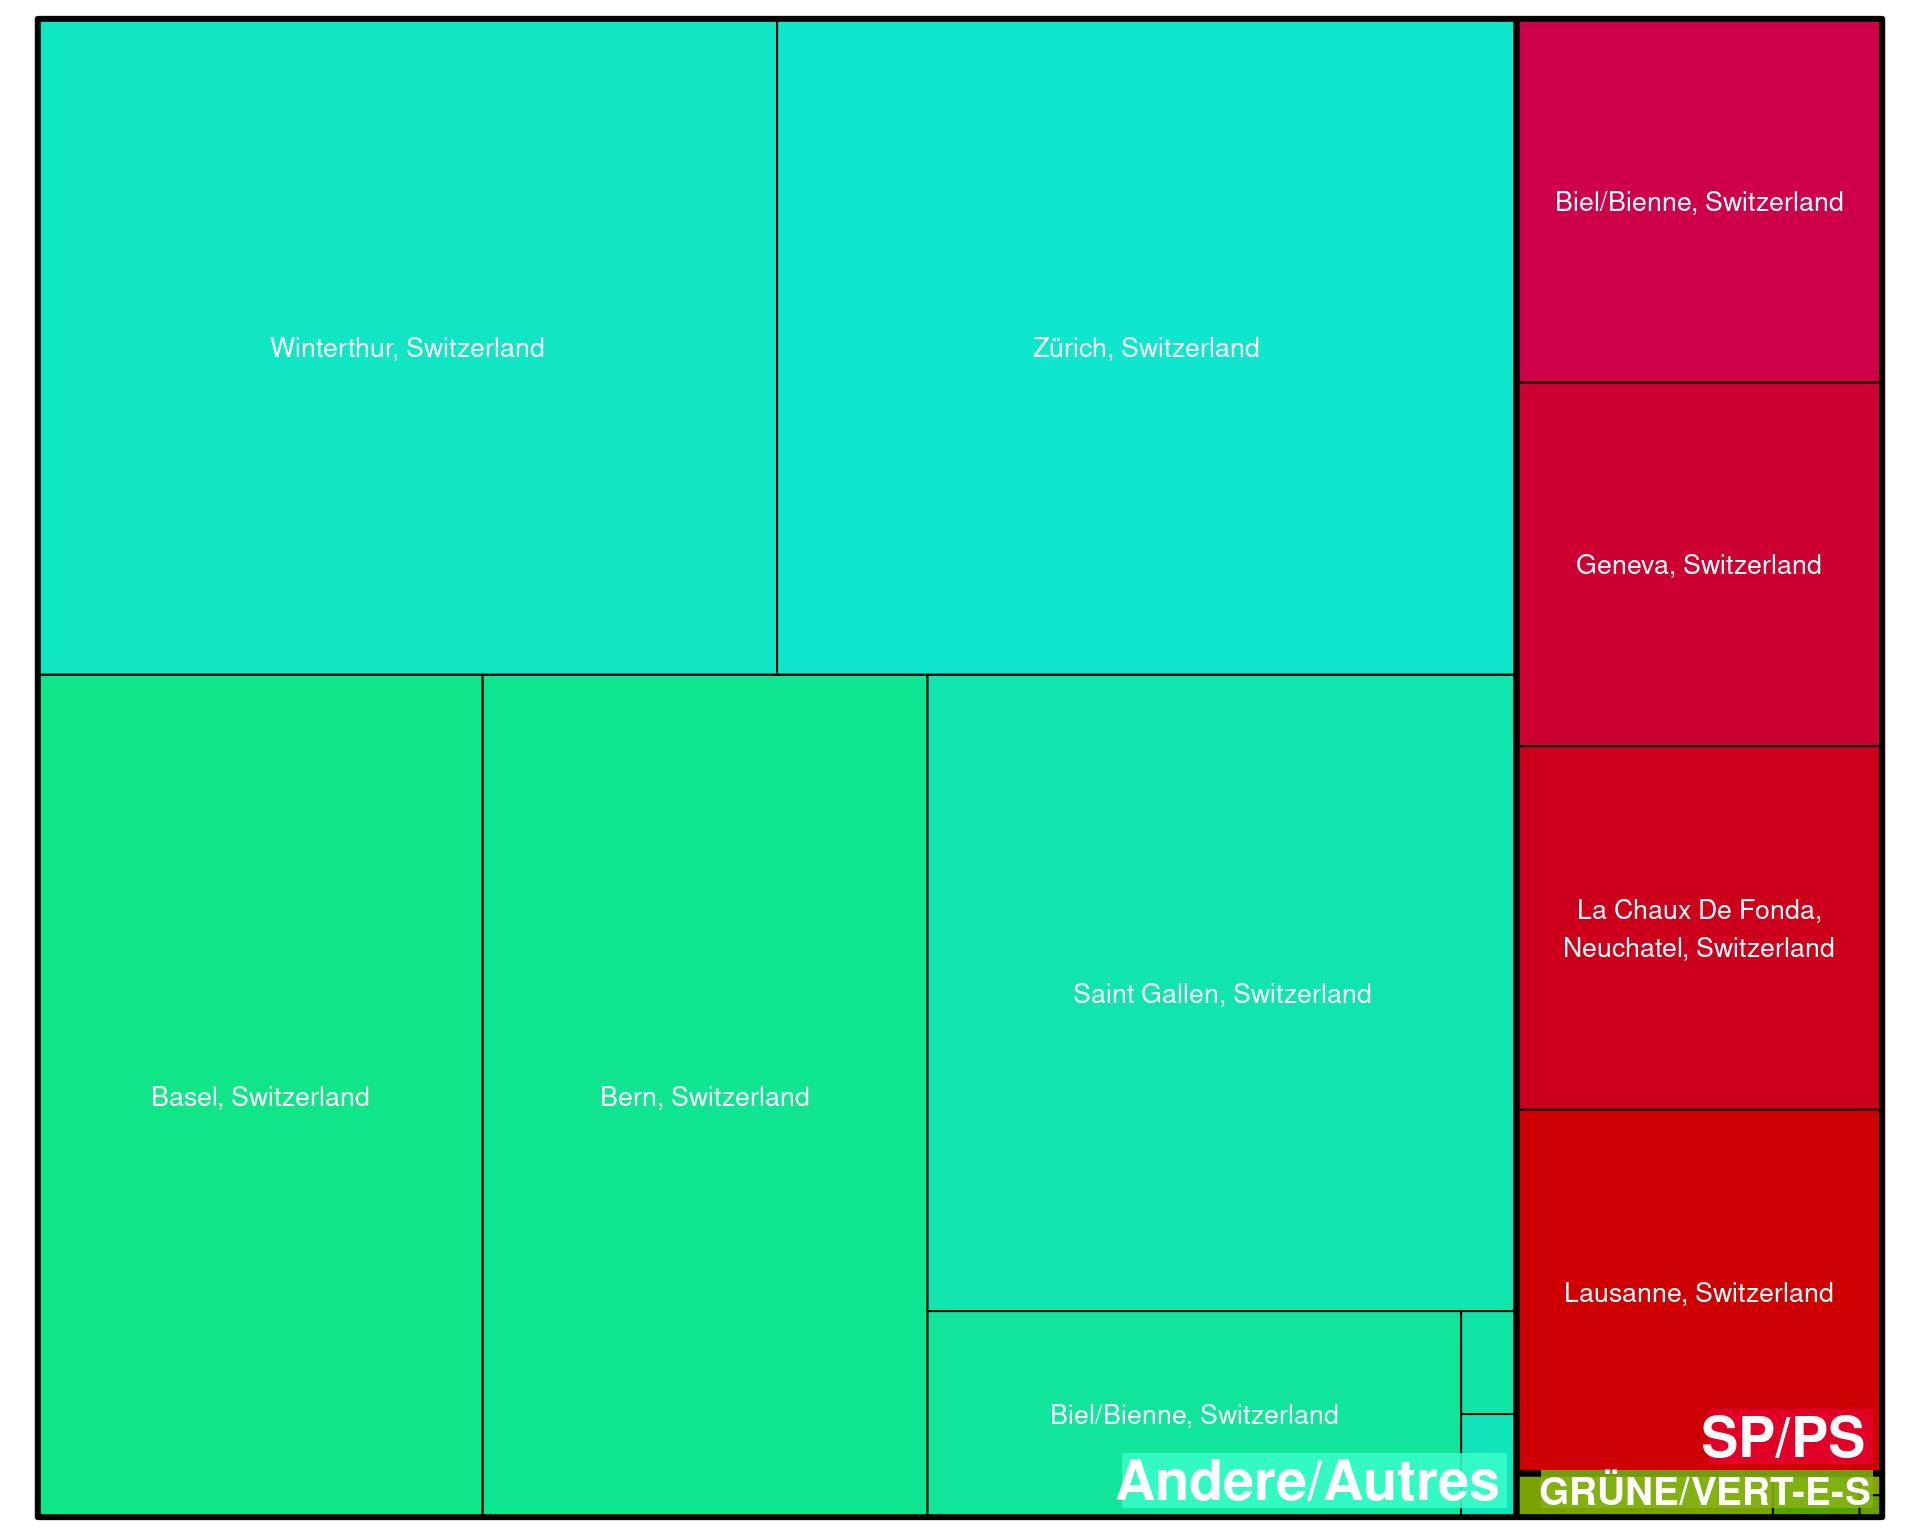 Winterthur, Switzerland
Zürich, Switzerland
Biel/Bienne, Switzerland
Geneva, Switzerland
La Chaux De Fonda,
Neuchatel, Switzerland
Saint Gallen, Switzerland
Basel, Switzerland
Bern, Switzerland
Lausanne, Switzerland
Biel/Bienne, Switzerland
SP/PS
Andere/Autres
GRÜNE/VERT-E-S